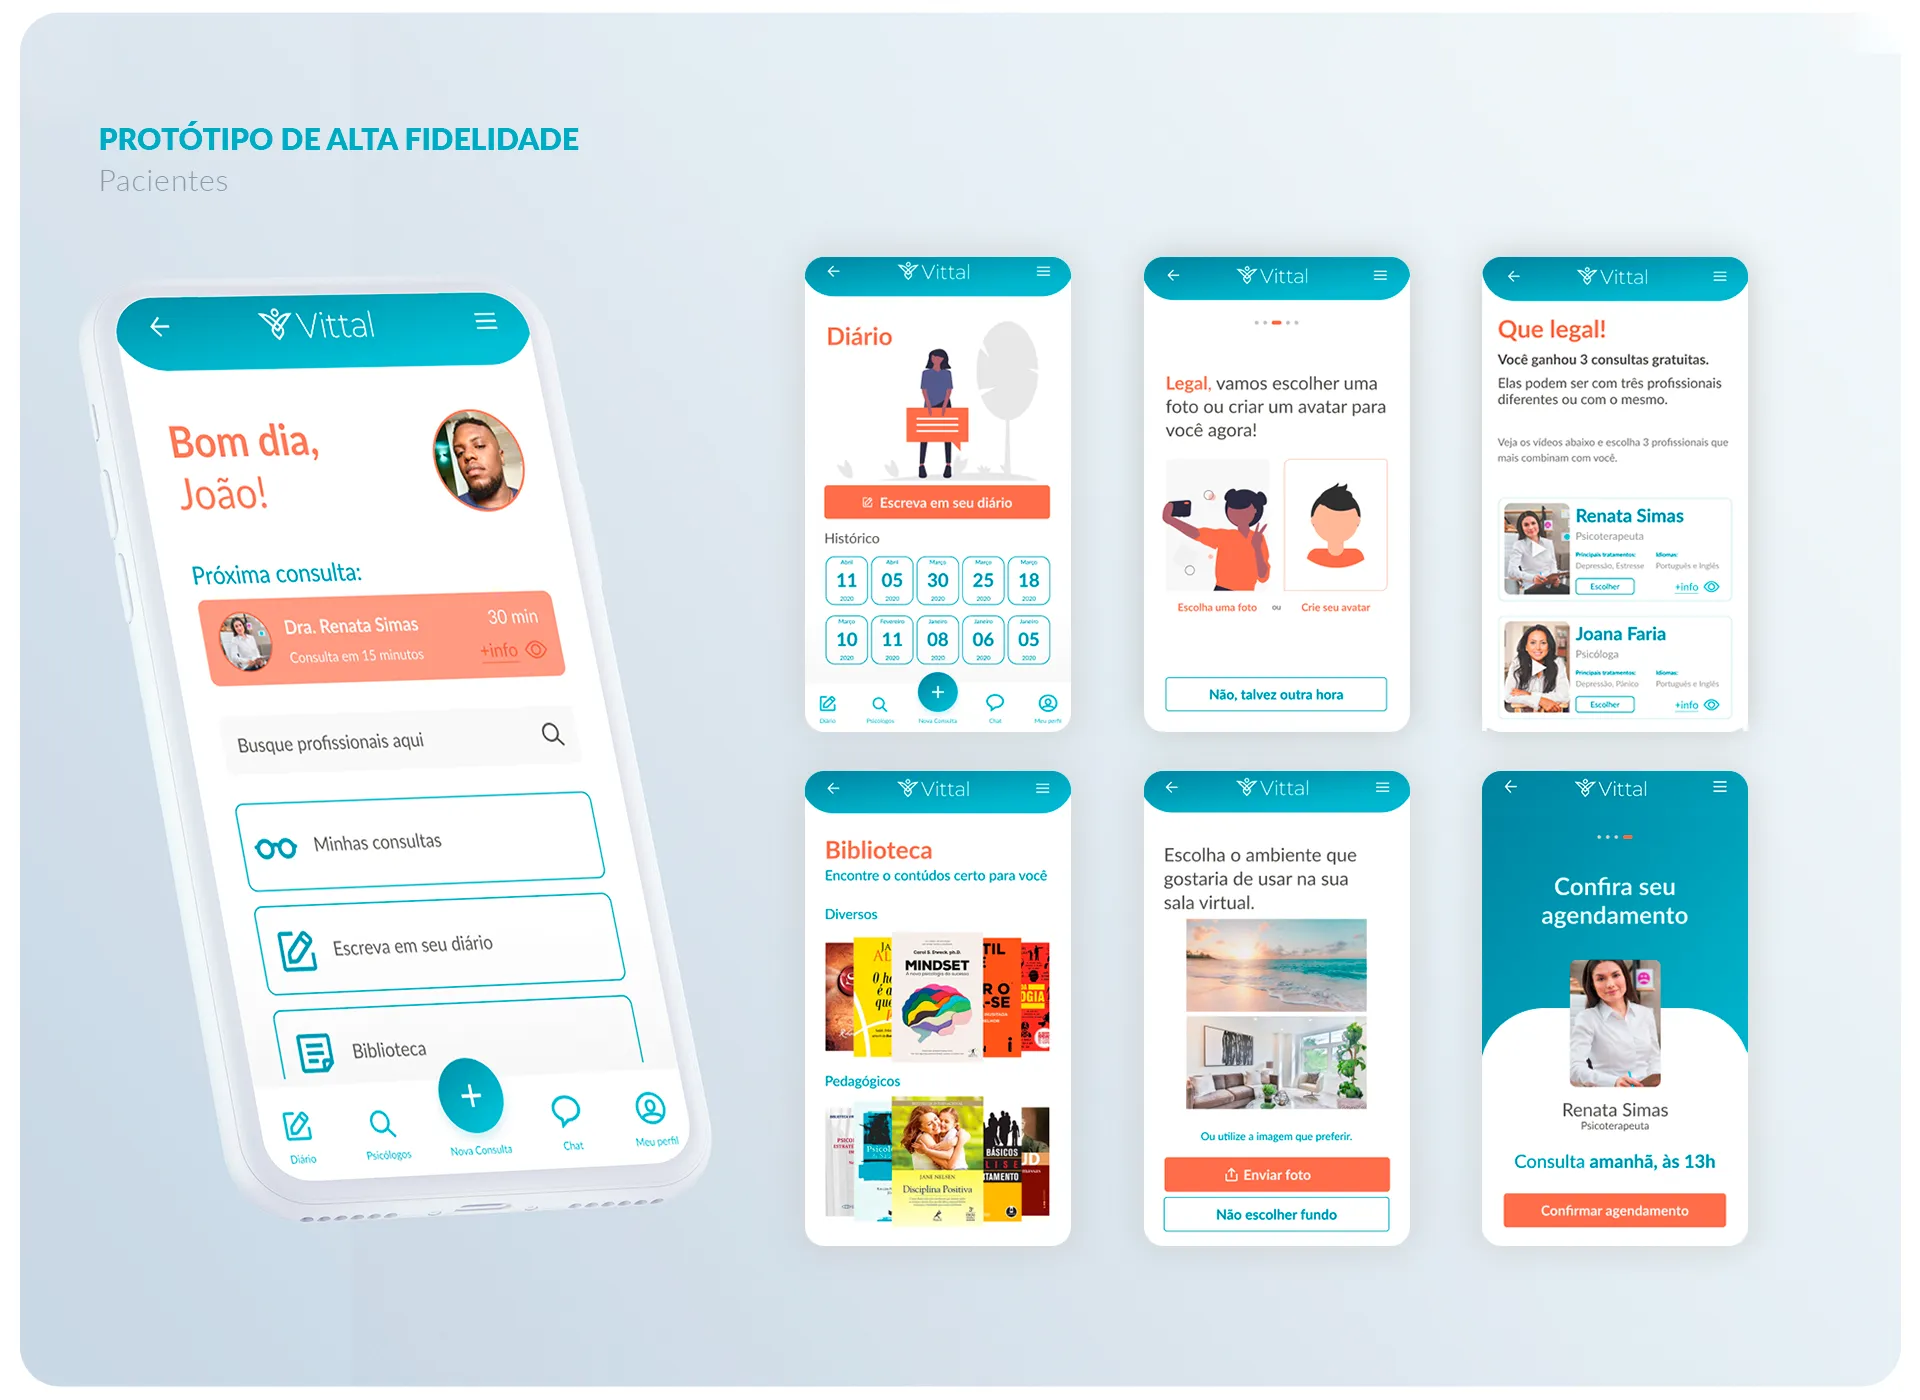 PROTÓTIPO DE ALTA FIDELIDADE
Pacientes
Vittal
Bom dia,
João!
Próxima consulta:
Dra. Renata Simas
30 min
Consulta em 15 minutos
+info
Busque profissionais aqui
Minhas consultas
Escreva em seu diário
Biblioteca
Diário
Psicólogos
Nova Consulta
Chat
Meu perfil
Vittal
Diário
Escreva em seu diário
Histórico
Abril Abril Março Março Março
11 05 30 25 18
2020 2020 2020 2020 2020
Março Fevereiro Janeiro Janeiro Janeiro
10 11 08 06 05
2020 2020 2020 2020 2020
Diário Psicólogos Nova Consulta Chat Meu perfil
Vittal
Legal, vamos escolher uma
foto ou criar um avatar para
você agora!
Escolha uma foto ou Crie seu avatar
Não, talvez outra hora
Vittal
Que legal!
Você ganhou 3 consultas gratuitas.
Elas podem ser com três profissionais
diferentes ou com o mesmo.
Veja os vídeos abaixo e escolha 3 profissionais que
mais combinam com você.
Renata Simas
Psicoterapeuta
Principais tratamentos: Idiomas:
Depressão, Estresse Português e Inglês
Escolher +info
Joana Faria
Psicóloga
Principais tratamentos: Idiomas:
Depressão, Pânico Português e Inglês
Escolher +info
Vittal
Biblioteca
Encontre o contúdos certo para você
Diversos
Carol S. Dweck, ph.D.
MINDSET
A nova psicologia do sucesso
Pedagógicos
JANE NELSEN
Disciplina Positiva
BÁSICOS
Vittal
Escolha o ambiente que
gostaria de usar na sua
sala virtual.
Ou utilize a imagem que preferir.
Enviar foto
Não escolher fundo
Vittal
Confira seu
agendamento
Renata Simas
Psicoterapeuta
Consulta amanhã, às 13h
Confirmar agendamento